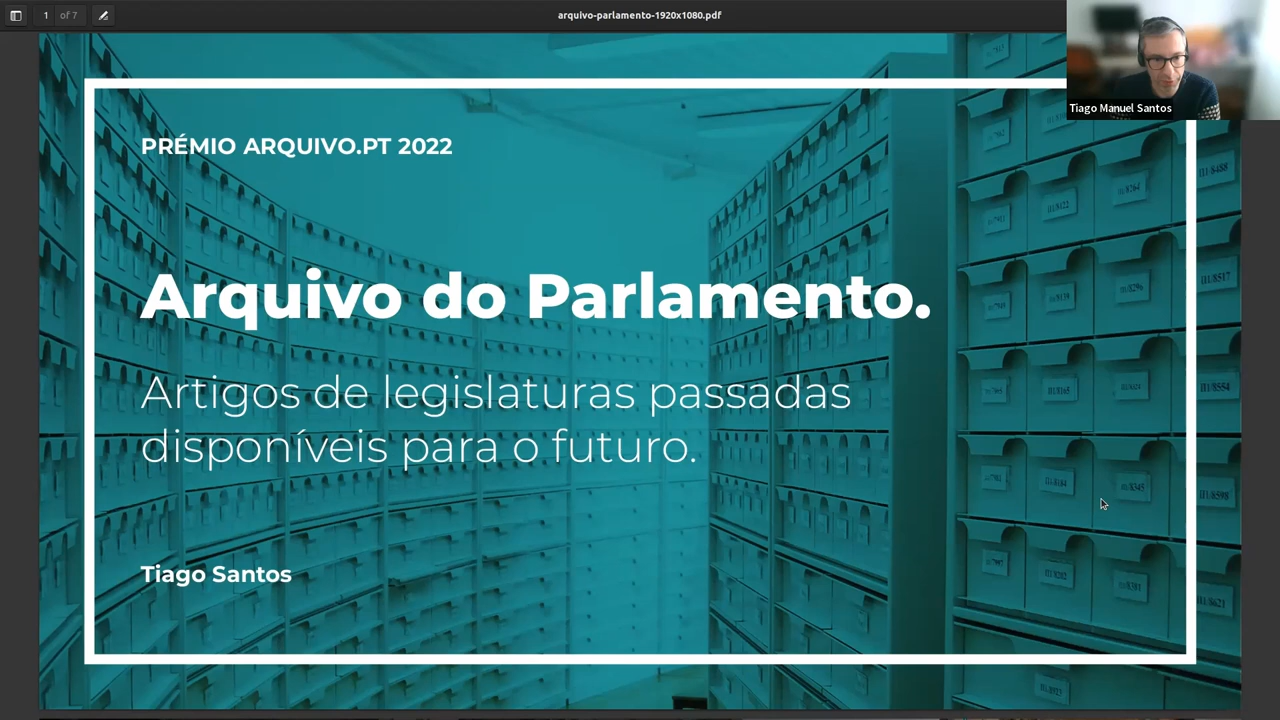 1 of 7
arquivo-parlamento-1920x1080.pdf
Tiago Manuel Santos
PRÉMIO ARQUIVO.PT 2022
Arquivo do Parlamento.
Artigos de legislaturas passadas
disponíveis para o futuro.
Tiago Santos